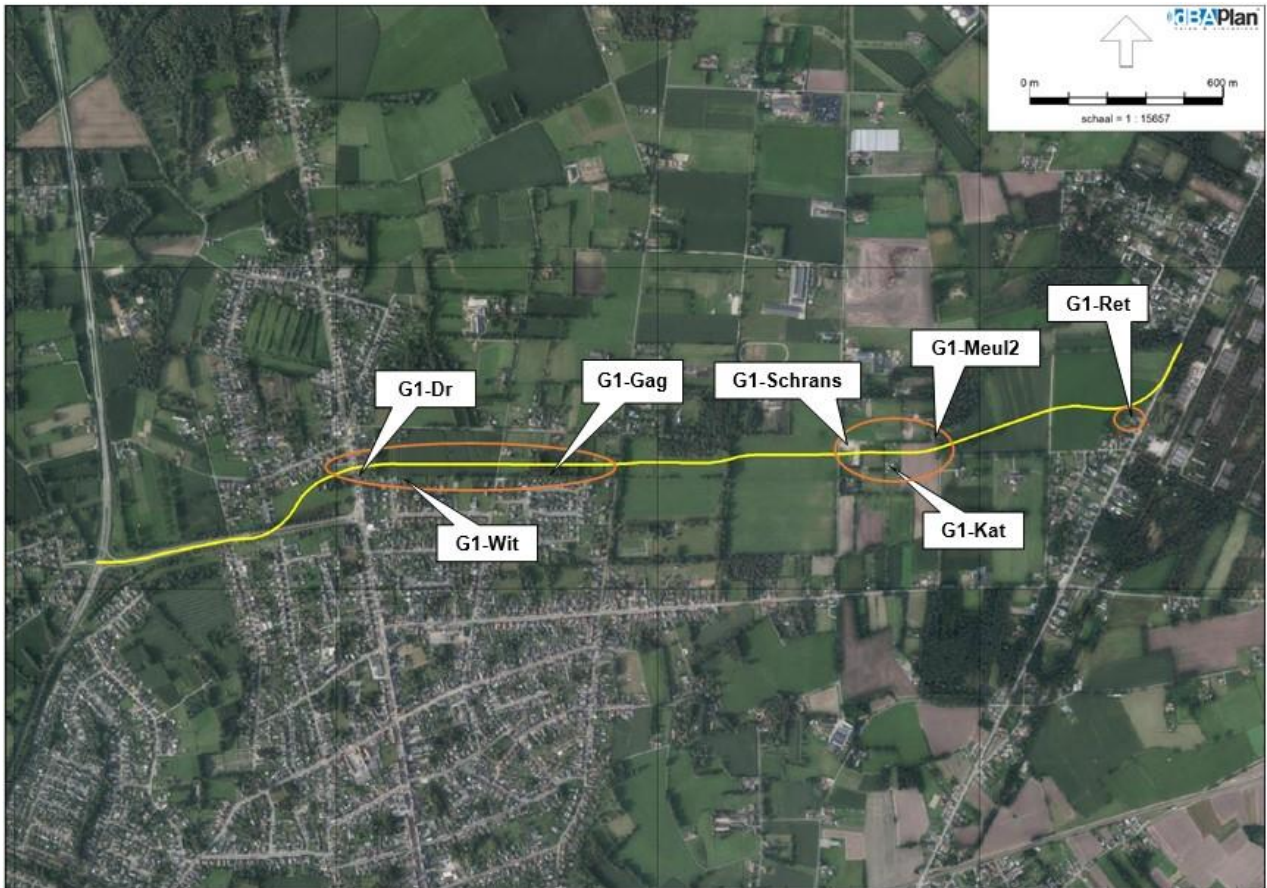 dBAPlan
0 m
600 m
schaal = 1 : 15657
G1-Ret
G1-Meul2
G1-Schrans
G1-Gag
G1-Dr
G1-Wit
G1-Kat